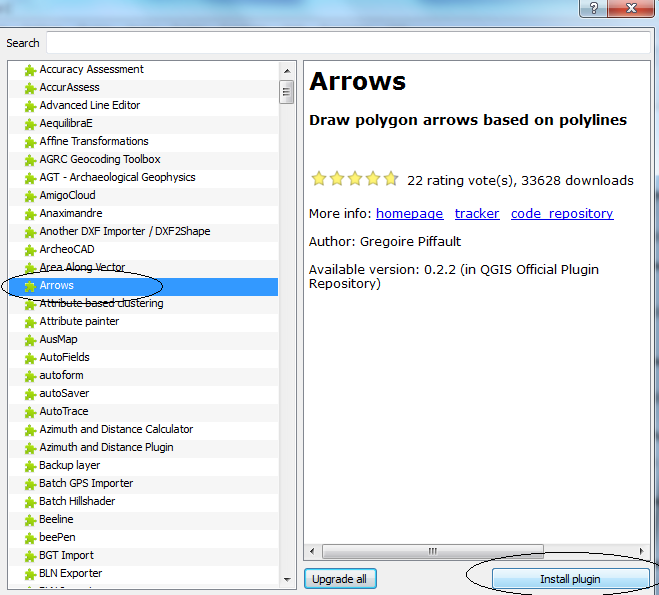 Search
Accuracy Assessment
AccurAssess
Advanced Line Editor
AequilibraE
Affine Transformations
AGRC Geocoding Toolbox
AGT - Archaeological Geophysics
AmigoCloud
Anaximandre
Another DXF Importer / DXF2Shape
ArcheoCAD
Area Along Vector
Arrows
Attribute based clustering
Attribute painter
AusMap
AutoFields
autoform
autoSaver
AutoTrace
Azimuth and Distance Calculator
Azimuth and Distance Plugin
Backup layer
Batch GPS Importer
Batch Hillshader
Beeline
beePen
BGT Import
BLN Exporter
Arrows
Draw polygon arrows based on polylines
22 rating vote(s), 33628 downloads
More info: homepage tracker code_repository
Author: Gregoire Piffault
Available version: 0.2.2 (in QGIS Official Plugin
Repository)
Upgrade all
Install plugin